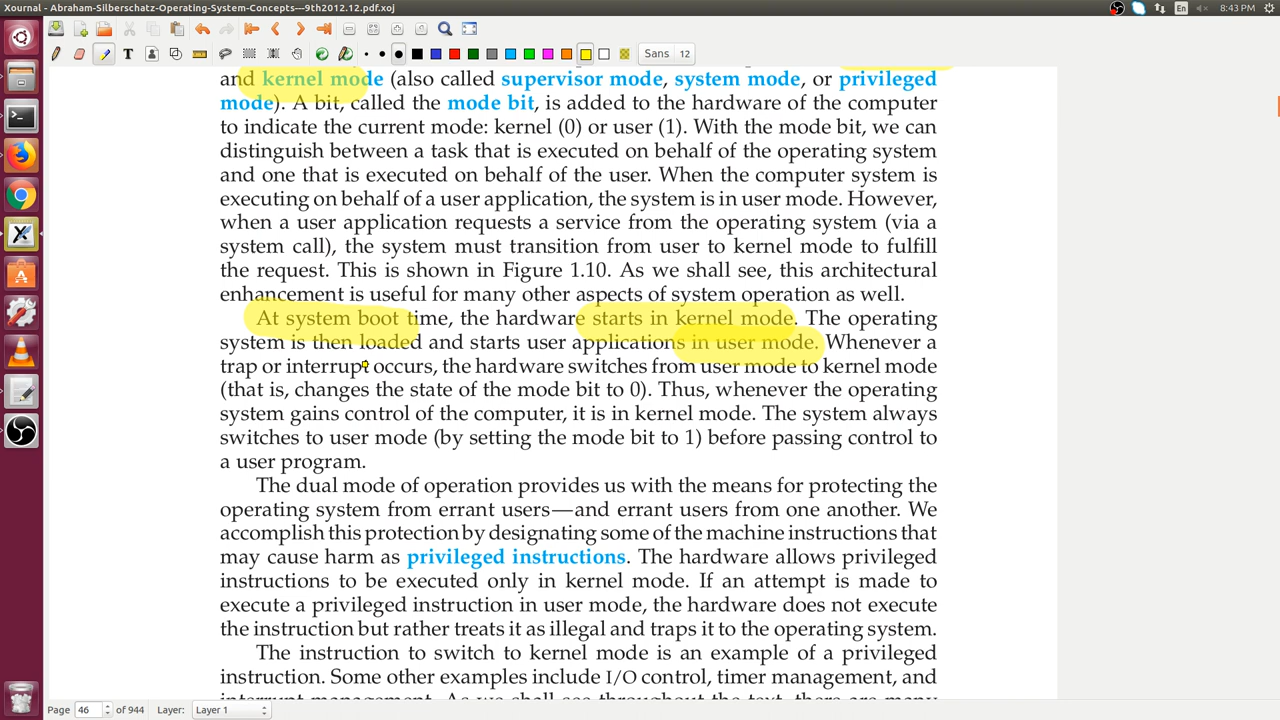 Xournal - Abraham-Silberschatz-Operating-System-Concepts---9th2012.12.pdf.xoj
En
8:43 PM
T
Sans 12
and kernel mode (also called supervisor mode, system mode, or privileged
mode). A bit, called the mode bit, is added to the hardware of the computer
to indicate the current mode: kernel (0) or user (1). With the mode bit, we can
distinguish between a task that is executed on behalf of the operating system
and one that is executed on behalf of the user. When the computer system is
executing on behalf of a user application, the system is in user mode. However,
when a user application requests a service from the operating system (via a
system call), the system must transition from user to kernel mode to fulfill
the request. This is shown in Figure 1.10. As we shall see, this architectural
enhancement is useful for many other aspects of system operation as well.
At system boot time, the hardware starts in kernel mode. The operating
system is then loaded and starts user applications in user mode. Whenever a
trap or interrupt occurs, the hardware switches from user mode to kernel mode
(that is, changes the state of the mode bit to 0). Thus, whenever the operating
system gains control of the computer, it is in kernel mode. The system always
switches to user mode (by setting the mode bit to 1) before passing control to
a user program.
The dual mode of operation provides us with the means for protecting the
operating system from errant users—and errant users from one another. We
accomplish this protection by designating some of the machine instructions that
may cause harm as privileged instructions. The hardware allows privileged
instructions to be executed only in kernel mode. If an attempt is made to
execute a privileged instruction in user mode, the hardware does not execute
the instruction but rather treats it as illegal and traps it to the operating system.
The instruction to switch to kernel mode is an example of a privileged
instruction. Some other examples include I/O control, timer management, and
interrupt management. As we shall see throughout the text, there are many
Page 46 of 944 Layer: Layer 1